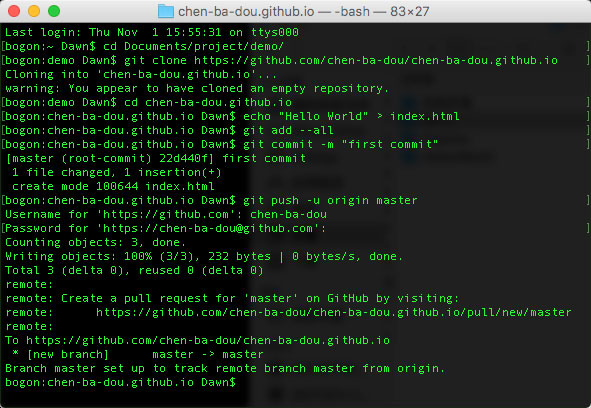 chen-ba-dou.github.io — -bash — 83×27
Last login: Thu Nov  1 15:55:31 on ttys000
[bogon:~ Dawn$ cd Documents/project/demo/ ]
[bogon:demo Dawn$ git clone https://github.com/chen-ba-dou/chen-ba-dou.github.io ]
Cloning into 'chen-ba-dou.github.io'...
warning: You appear to have cloned an empty repository.
[bogon:demo Dawn$ cd chen-ba-dou.github.io ]
[bogon:chen-ba-dou.github.io Dawn$ echo "Hello World" > index.html ]
[bogon:chen-ba-dou.github.io Dawn$ git add --all ]
[bogon:chen-ba-dou.github.io Dawn$ git commit -m "first commit" ]
[master (root-commit) 22d440f] first commit
1 file changed, 1 insertion(+)
create mode 100644 index.html
[bogon:chen-ba-dou.github.io Dawn$ git push -u origin master ]
Username for 'https://github.com': chen-ba-dou
[Password for 'https://chen-ba-dou@github.com': ]
Counting objects: 3, done.
Writing objects: 100% (3/3), 232 bytes | 0 bytes/s, done.
Total 3 (delta 0), reused 0 (delta 0)
remote:
remote: Create a pull request for 'master' on GitHub by visiting:
remote:      https://github.com/chen-ba-dou/chen-ba-dou.github.io/pull/new/master
remote:
To https://github.com/chen-ba-dou/chen-ba-dou.github.io
* [new branch]      master -> master
Branch master set up to track remote branch master from origin.
bogon:chen-ba-dou.github.io Dawn$